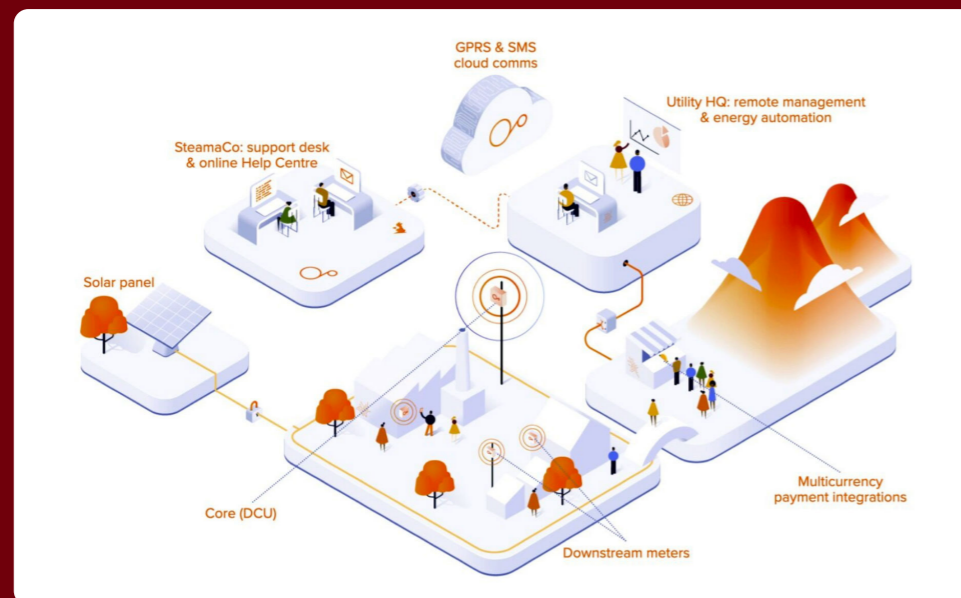 GPRS & SMS
cloud comms
Utility HQ: remote management
& energy automation
SteamaCo: support desk
& online Help Centre
Solar panel
Core (DCU)
Multicurrency
payment integrations
Downstream meters